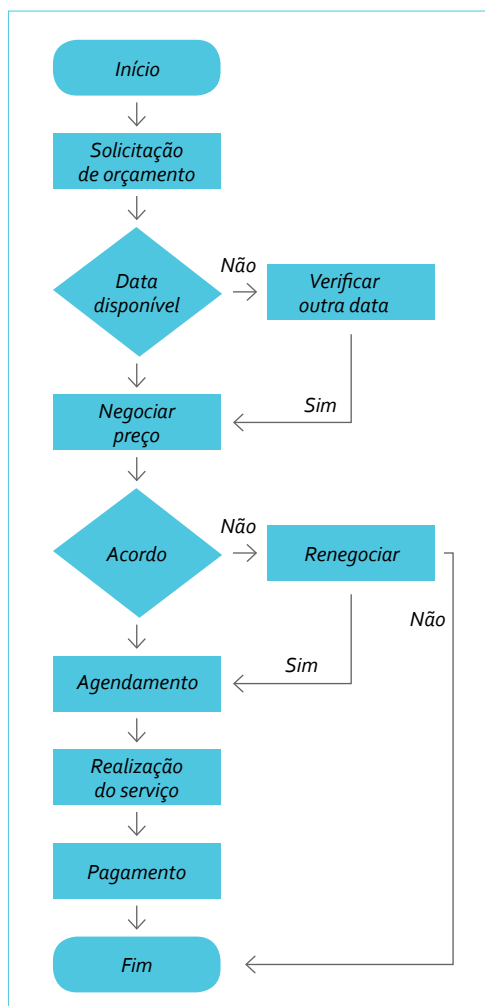 Início
Solicitação
de orçamento
Data
disponível
Não
Verificar
outra data
Sim
Negociar
preço
Acordo
Não
Renegociar
Não
Sim
Agendamento
Realização
do serviço
Pagamento
Fim